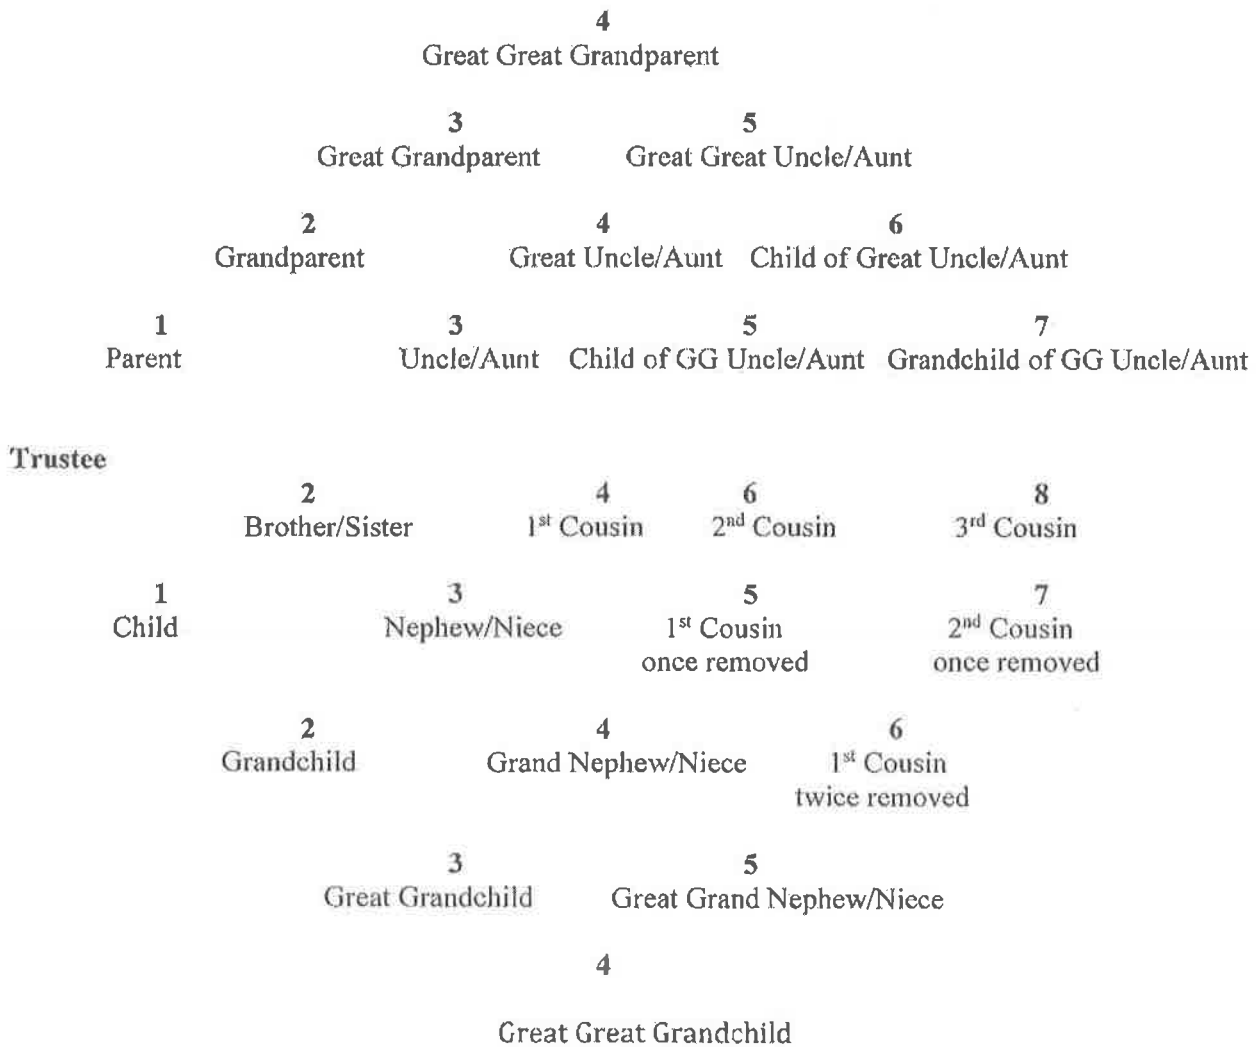 4
Great Great Grandparent
3 5
Great Grandparent Great Great Uncle/Aunt
2 4 6
Grandparent Great Uncle/Aunt Child of Great Uncle/Aunt
1 3 5 7
Parent Uncle/Aunt Child of GG Uncle/Aunt Grandchild of GG Uncle/Aunt
Trustee
2 4 6 8
Brother/Sister 1st Cousin 2nd Cousin 3rd Cousin
1 3 5 7
Child Nephew/Niece 1st Cousin 2nd Cousin
once removed once removed
2 4 6
Grandchild Grand Nephew/Niece 1st Cousin
twice removed
3 5
Great Grandchild Great Grand Nephew/Niece
4
Great Great Grandchild